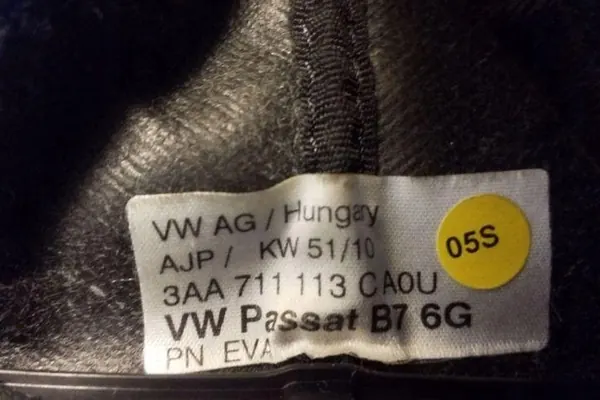 VW AG / Hungary
AJP / KW 51/10
05S
3AA 711 113 CA0U
VW Passat B7 6G
PN EVA